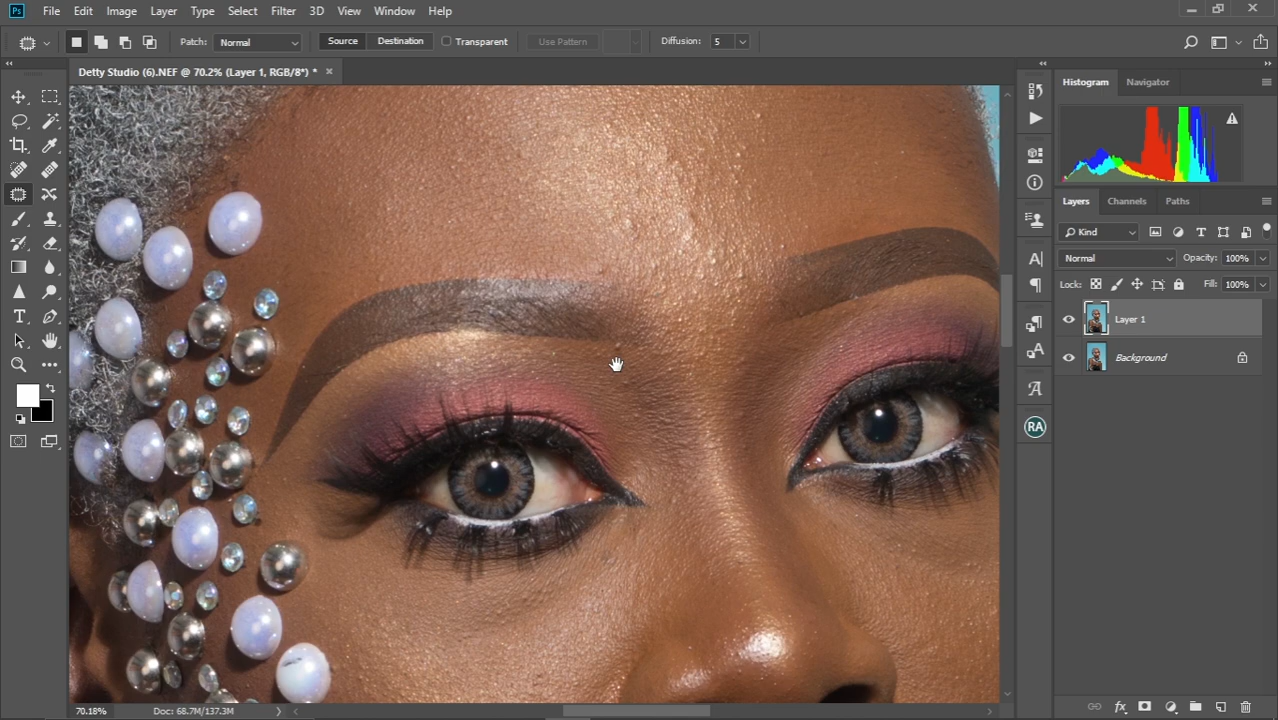 Ps File Edit Image Layer Type Select Filter 3D View Window Help
Patch: Normal Source Destination Transparent Use Pattern Diffusion: 5
Detty Studio (6).NEF @ 70.2% (Layer 1, RGB/8*) * ×
Histogram Navigator
Layers Channels Paths
Kind
Normal Opacity: 100%
Lock: Fill: 100%
Layer 1
Background
RA
70.18% Doc: 68.7M/137.3M